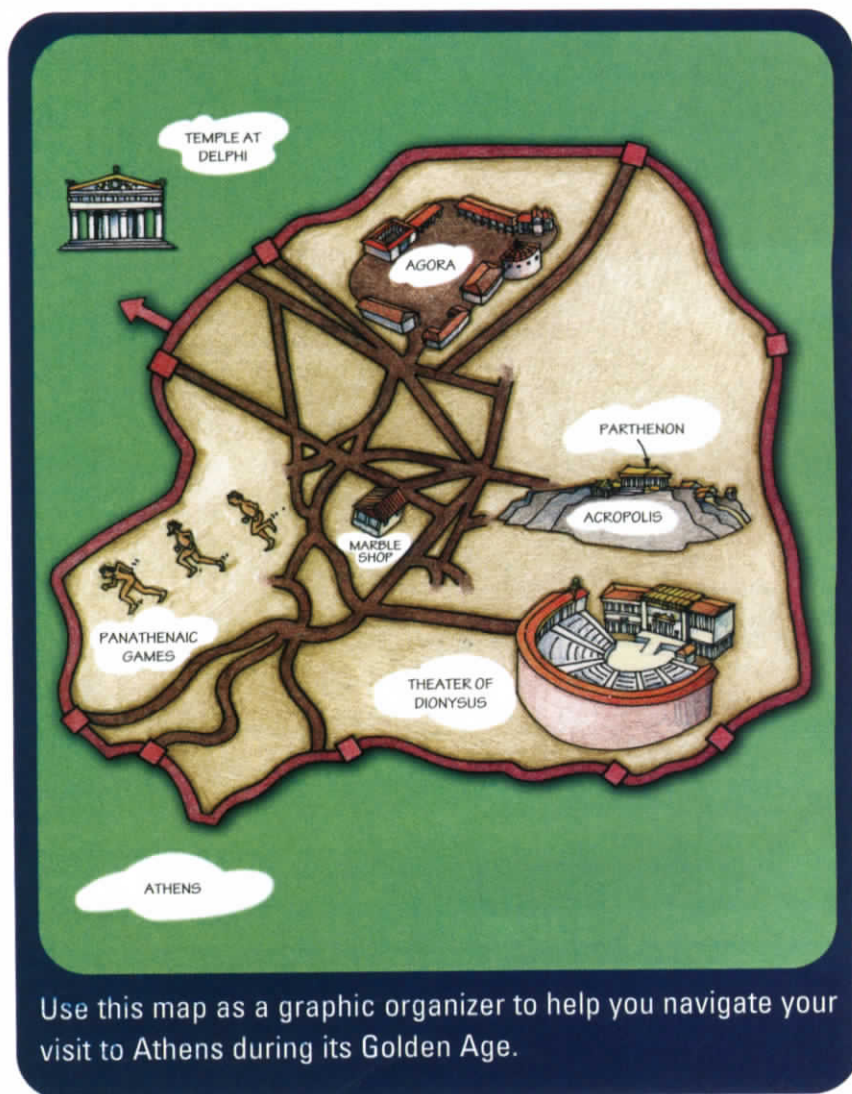 TEMPLE AT
DELPHI
AGORA
PARTHENON
ACROPOLIS
MARBLE
SHOP
PANATHENAIC
GAMES
THEATER OF
DIONYSUS
ATHENS
Use this map as a graphic organizer to help you navigate your
visit to Athens during its Golden Age.